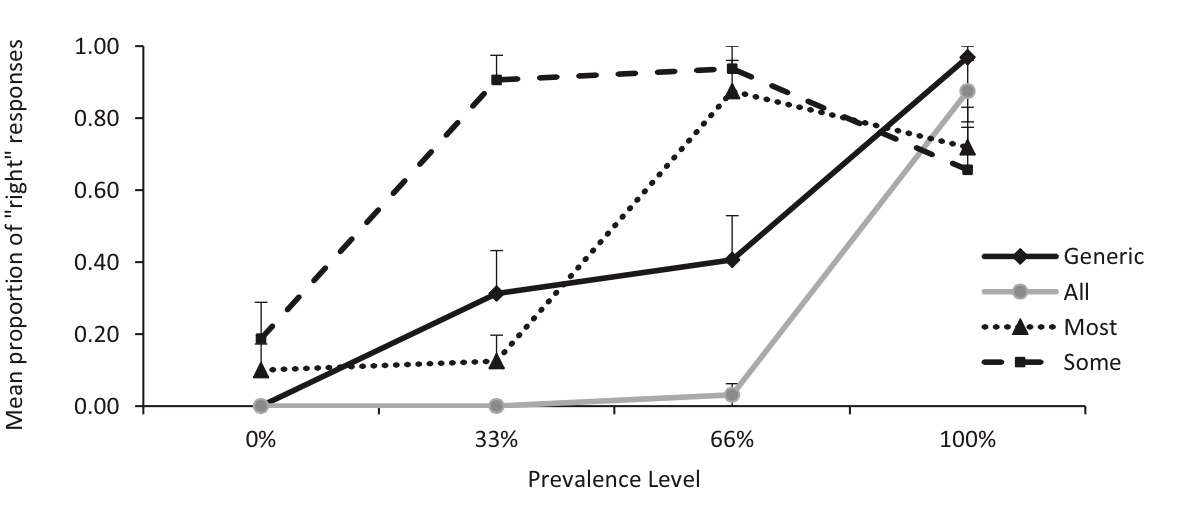 Mean proportion of "right" responses
1.00
0.80
0.60
0.40
0.20
0.00
0% 33% 66% 100%
Prevalence Level
Generic
All
Most
Some